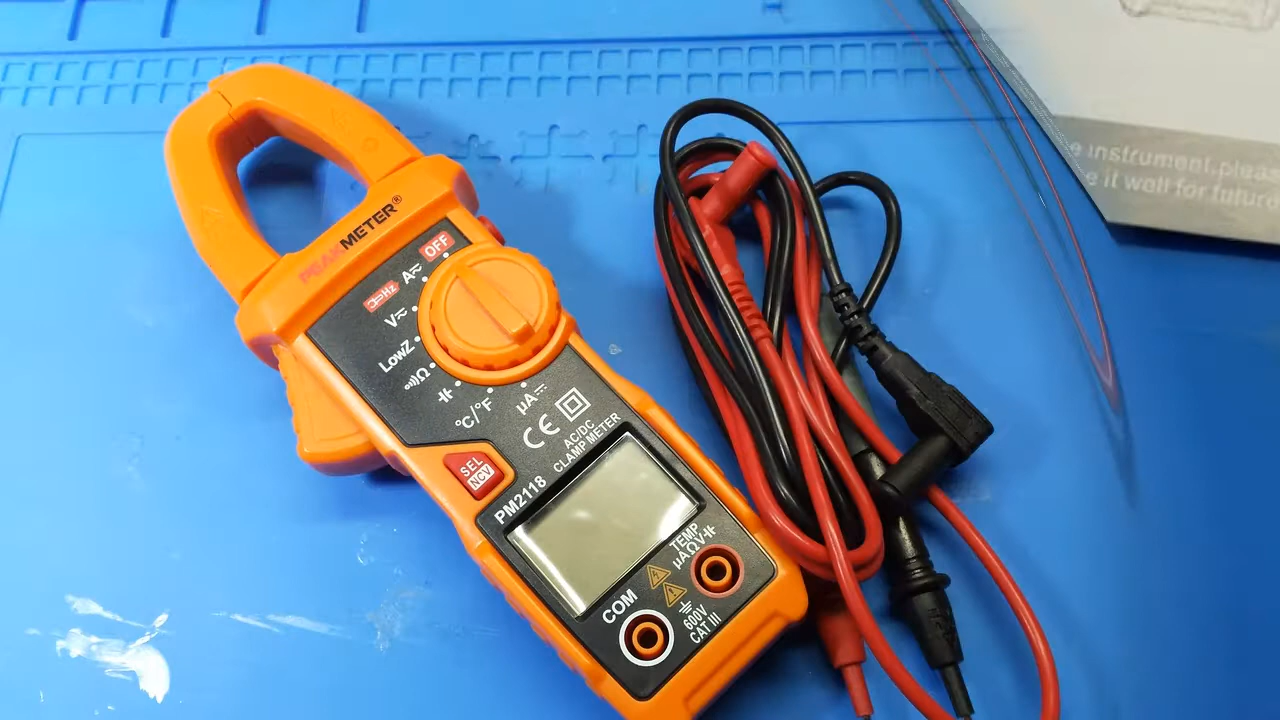 PEAKMETER®
OFF
A
Hz
V
LowZ
Ω
°C/°F
µA
CE
AC/DC
CLAMP METER
SEL
NCV
PM2118
TEMP
µAΩV
COM
600V
CAT III
e instrument,pleas
e it well for future